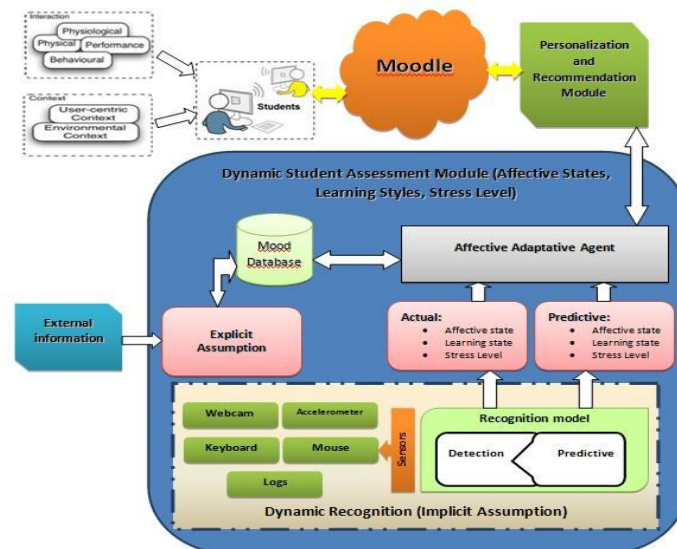 Interaction
Physiological
Physical
Performance
Behavioural
Context
User-centric
Context
Environmental
Context
Students
Moodle
Personalization
and
Recommendation
Module
Dynamic Student Assessment Module (Affective States,
Learning Styles, Stress Level)
Mood
Database
Affective Adaptative Agent
External
information
Explicit
Assumption
Actual:
• Affective state
• Learning state
• Stress Level
Predictive:
• Affective state
• Learning state
• Stress Level
Webcam
Accelerometer
Keyboard
Mouse
Logs
Sensors
Recognition model
Detection
Predictive
Dynamic Recognition (Implicit Assumption)